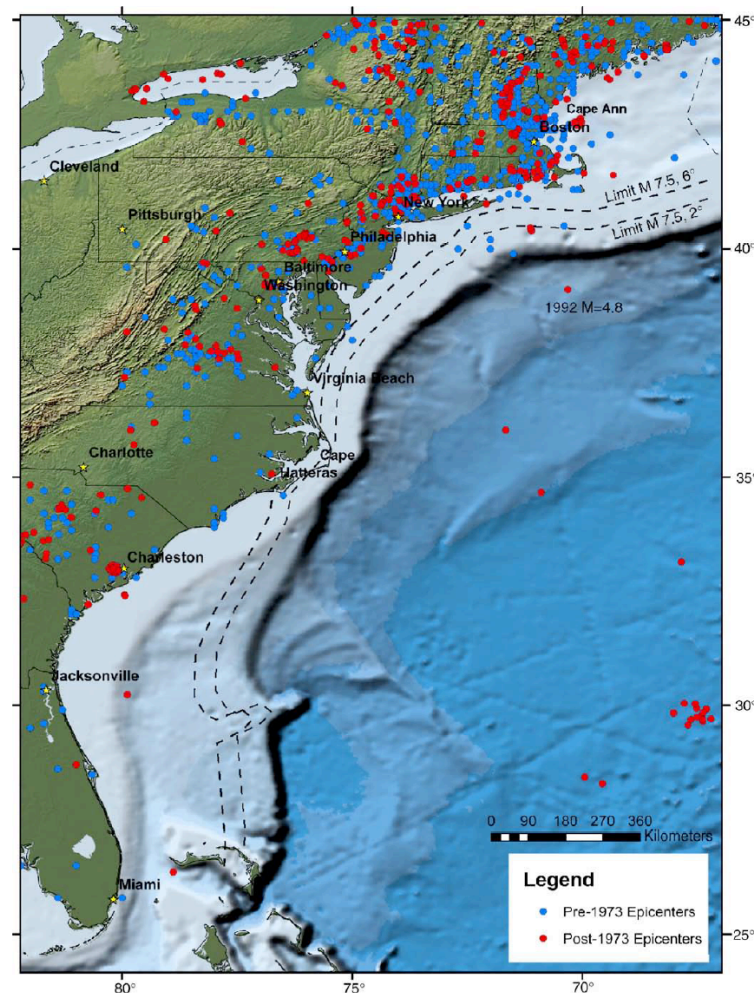 45°
Cape Ann
Boston
Cleveland
Limit M 7.5, 6°
New York
Pittsburgh
Limit M 7.5, 2°
40°
Philadelphia
Baltimore
Washington
1992 M=4.8
Virginia Beach
Charlotte
Cape
Hatteras
35°
Charleston
Jacksonville
30°
0 90 180 270 360
Kilometers
Legend
Miami
Pre-1973 Epicenters
Post-1973 Epicenters
25°
80° 75° 70°